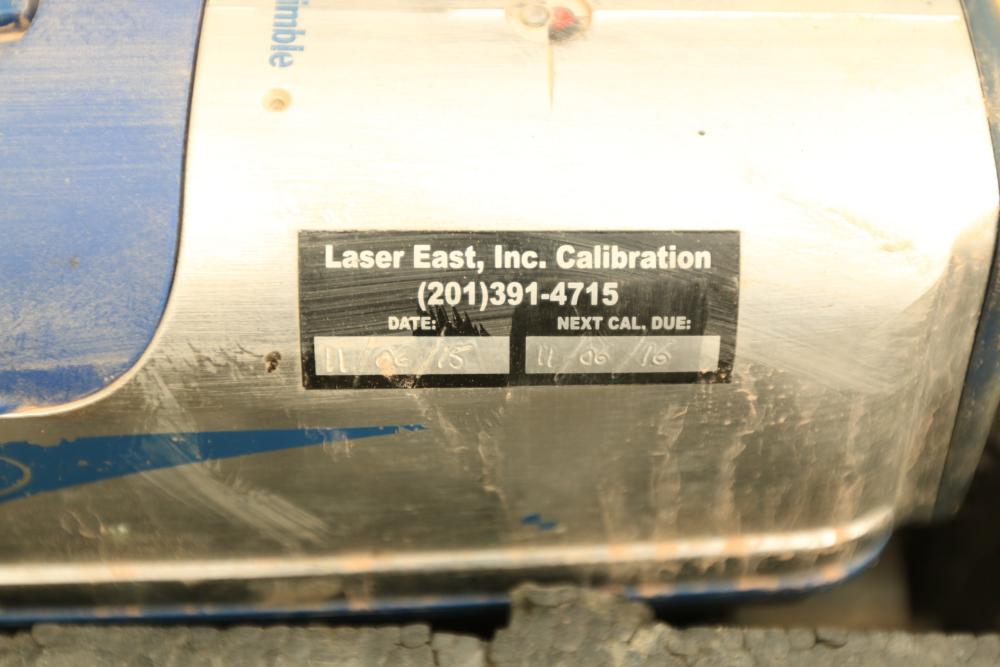 imble
Laser East, Inc. Calibration
(201)391-4715
DATE: NEXT CAL, DUE:
11/06/15 11/06/16